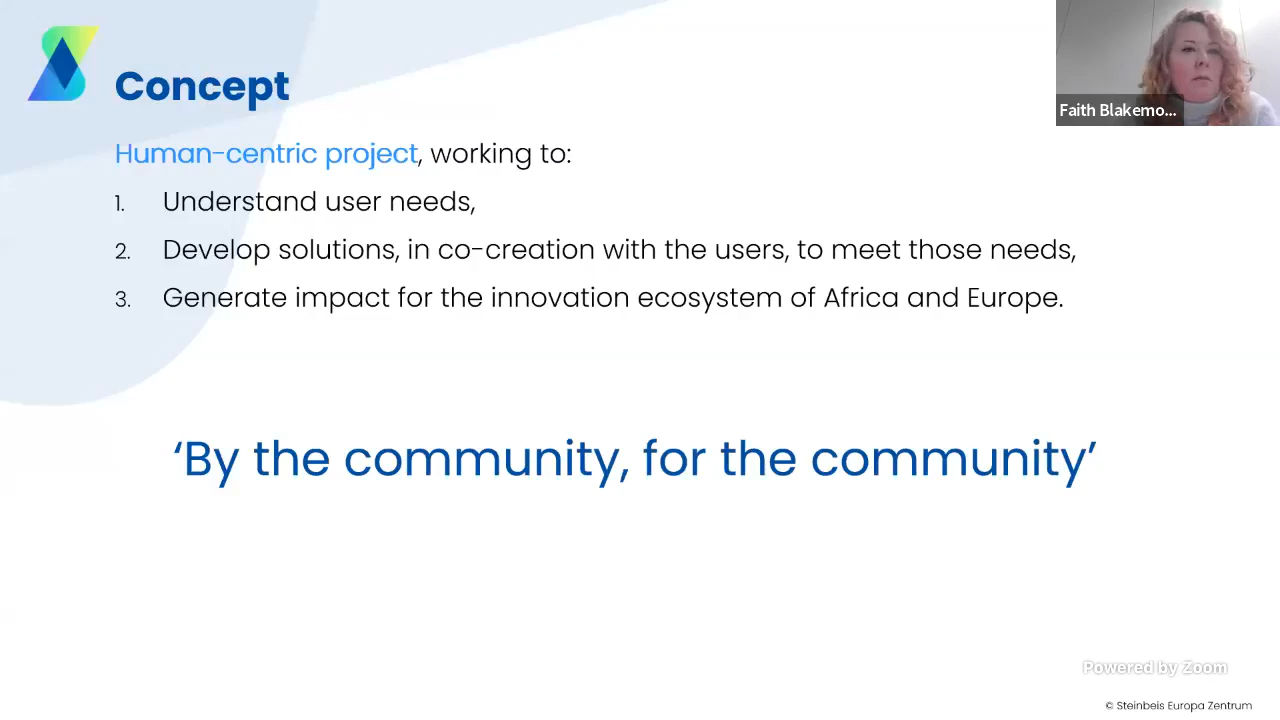 Concept
Faith Blakemo...
Human-centric project, working to:
1. Understand user needs,
2. Develop solutions, in co-creation with the users, to meet those needs,
3. Generate impact for the innovation ecosystem of Africa and Europe.
‘By the community, for the community’
Powered by Zoom
© Steinbeis Europa Zentrum